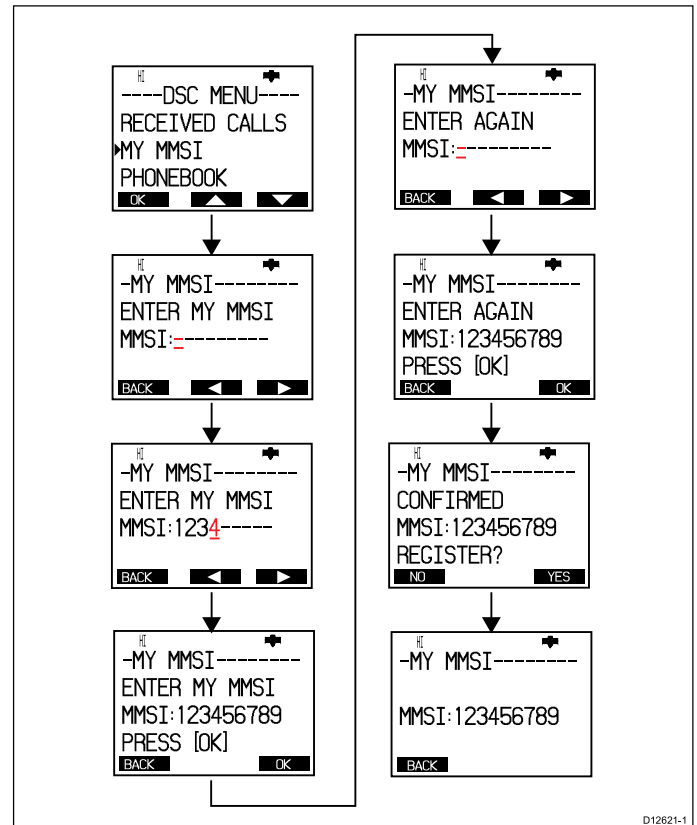 HI
----DSC MENU----
RECEIVED CALLS
MY MMSI
PHONEBOOK
OK
HI
-MY MMSI---------
ENTER MY MMSI
MMSI:---------
BACK
HI
-MY MMSI---------
ENTER MY MMSI
MMSI:1234-----
BACK
HI
-MY MMSI---------
ENTER MY MMSI
MMSI:123456789
PRESS [OK]
BACK OK
HI
-MY MMSI---------
ENTER AGAIN
MMSI:---------
BACK
HI
-MY MMSI---------
ENTER AGAIN
MMSI:123456789
PRESS [OK]
BACK OK
HI
-MY MMSI---------
CONFIRMED
MMSI:123456789
REGISTER?
NO YES
HI
-MY MMSI---------
MMSI:123456789
BACK
D12621-1